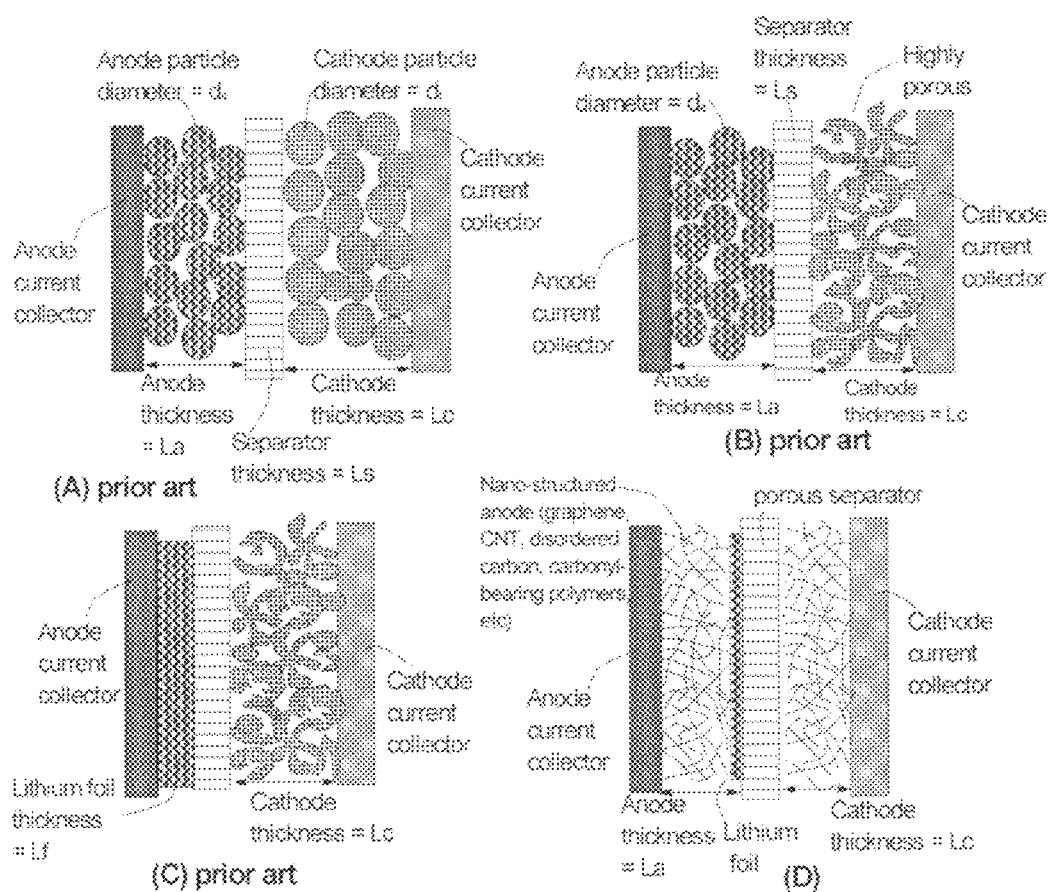 Anode particle
diameter = dₐ
Cathode particle
diameter = d
Cathode
current
collector
Anode
current
collector
Anode
thickness
= La
Separator
thickness = Ls
Cathode
thickness = Lc
(A) prior art
Separator
thickness
= Ls
Highly
porous
Anode particle
diameter = dₐ
Cathode
current
collector
Anode
current
collector
Anode
thickness = La
Cathode
thickness = Lc
(B) prior art
Anode
current
collector
Cathode
current
collector
Lithium foil
thickness
= Lf
Cathode
thickness = Lc
(C) prior art
Nano-structured
anode (graphene,
CNT, disordered
carbon, carbonyl-
bearing polymers,
etc)
porous separator
Cathode
current
collector
Anode
current
collector
Anode
thickness
= La
Lithium
foil
Cathode
thickness = Lc
(D)